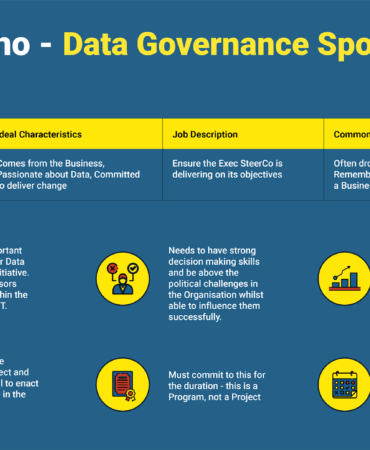 no - Data Governance Spo
deal Characteristics
Job Description
Common
Comes from the Business,
Passionate about Data, Committed
to deliver change
Ensure the Exec SteerCo is
delivering on its objectives
Often dro
Rememb
a Busine
portant
r Data
itiative.
sors
thin the
T.
Needs to have strong
decision making skills
and be above the
political challenges in
the Organisation whilst
able to influence them
successfully.
e
ect and
l to enact
e in the
Must commit to this for
the duration - this is a
Program, not a Project